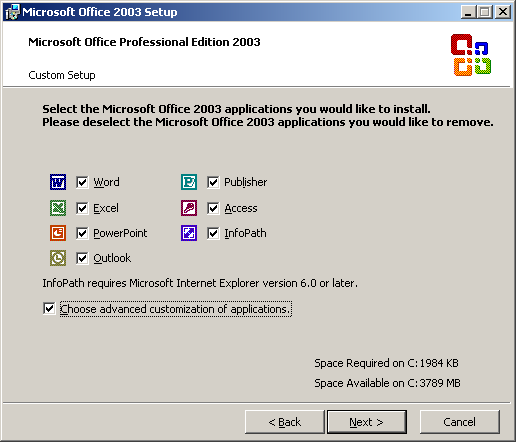 Microsoft Office 2003 Setup
Microsoft Office Professional Edition 2003
Custom Setup
Select the Microsoft Office 2003 applications you would like to install.
Please deselect the Microsoft Office 2003 applications you would like to remove.
Word
Publisher
Excel
Access
PowerPoint
InfoPath
Outlook
InfoPath requires Microsoft Internet Explorer version 6.0 or later.
Choose advanced customization of applications.
Space Required on C: 1984 KB
Space Available on C: 3789 MB
< Back
Next >
Cancel